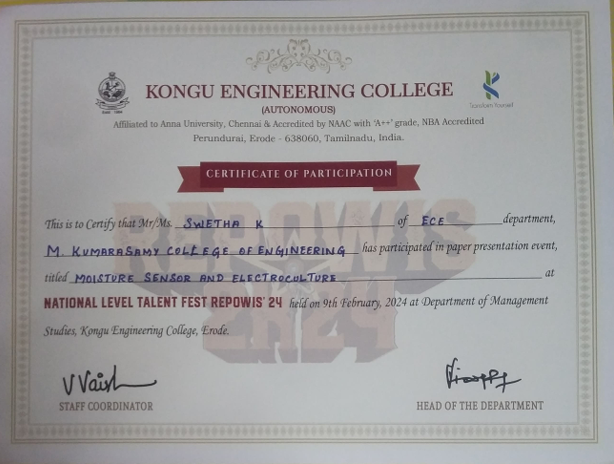 KONGU ENGINEERING COLLEGE
(AUTONOMOUS)
Transform Yourself
Affiliated to Anna University, Chennai & Accredited by NAAC with 'A++' grade, NBA Accredited
Perundurai, Erode - 638060, Tamilnadu, India.
CERTIFICATE OF PARTICIPATION
This is to Certify that Mr/Ms. SWETHA K of ECE department,
M. KUMARASAMY COLLEGE OF ENGINEERING has participated in paper presentation event,
titled MOISTURE SENSOR AND ELECTROCULTURE at
NATIONAL LEVEL TALENT FEST REPOWIS' 24 held on 9th February, 2024 at Department of Management
Studies, Kongu Engineering College, Erode.
REPOWIS
2K24
V Vaish
STAFF COORDINATOR
HEAD OF THE DEPARTMENT